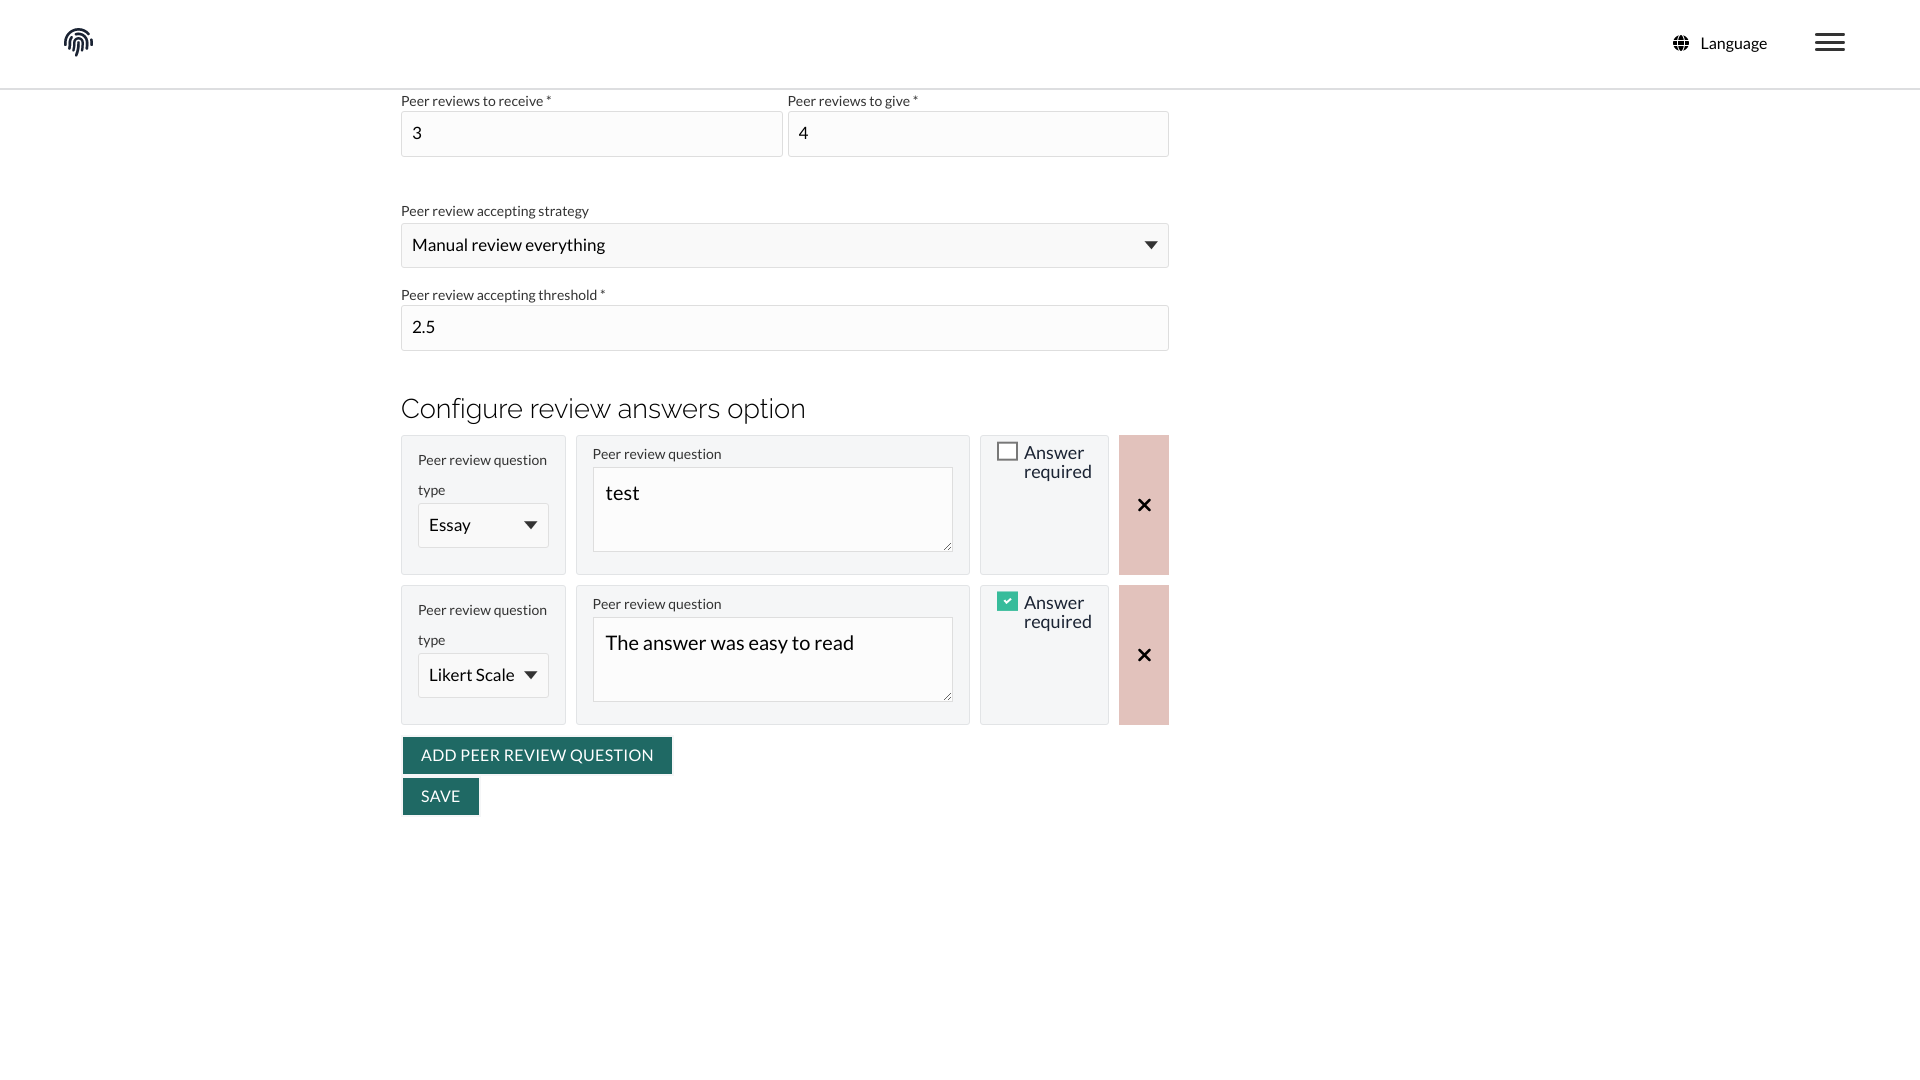 Language
Peer reviews to receive *
Peer reviews to give *
3
4
Peer review accepting strategy
Manual review everything
Peer review accepting threshold *
2.5
Configure review answers option
Peer review question
type
Essay
Peer review question
test
Answer
required
Peer review question
type
Likert Scale
Peer review question
The answer was easy to read
Answer
required
ADD PEER REVIEW QUESTION
SAVE